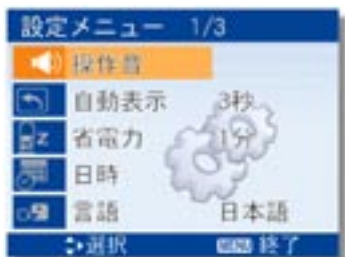 設定メニュー 1/3
操作音
自動表示 3秒
省電力 1分
日時
言語 日本語
選択 MENU 終了